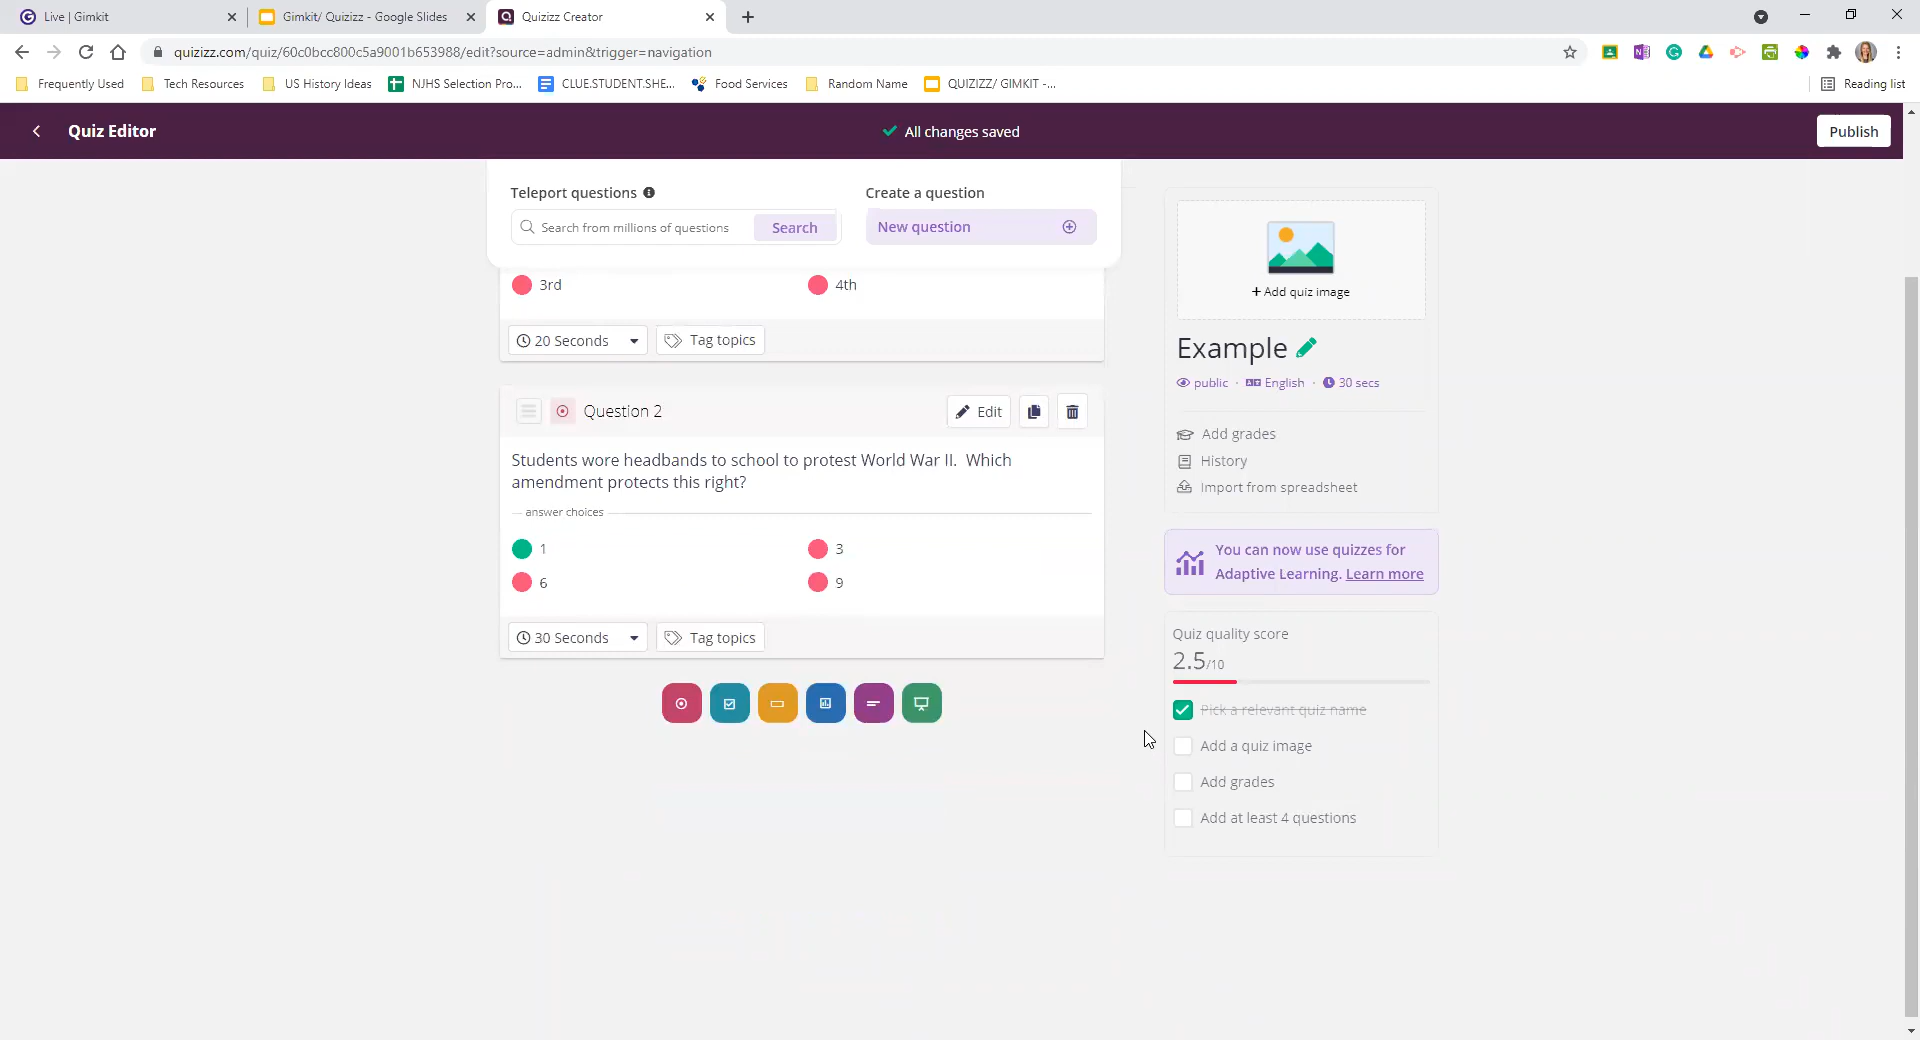 Live | Gimkit
Gimkit/ Quizizz - Google Slides
Quizizz Creator
quizizz.com/quiz/60c0bcc800c5a9001b653988/edit?source=admin&trigger=navigation
Frequently Used
Tech Resources
US History Ideas
NJHS Selection Pro...
CLUE.STUDENT.SHE...
Food Services
Random Name
QUIZIZZ/ GIMKIT -...
Reading list
Quiz Editor
All changes saved
Publish
Teleport questions
Create a question
Search from millions of questions
Search
New question
3rd
4th
20 Seconds
Tag topics
Question 2
Edit
Students wore headbands to school to protest World War II. Which
amendment protects this right?
answer choices
1
3
6
9
30 Seconds
Tag topics
+ Add quiz image
Example
public · English · 30 secs
Add grades
History
Import from spreadsheet
You can now use quizzes for
Adaptive Learning. Learn more
Quiz quality score
2.5/10
Pick a relevant quiz name
Add a quiz image
Add grades
Add at least 4 questions